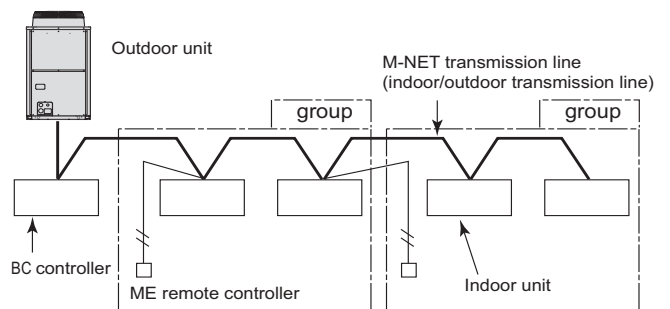 Outdoor unit
M-NET transmission line
(indoor/outdoor transmission line)
group
group
BC controller
ME remote controller
Indoor unit